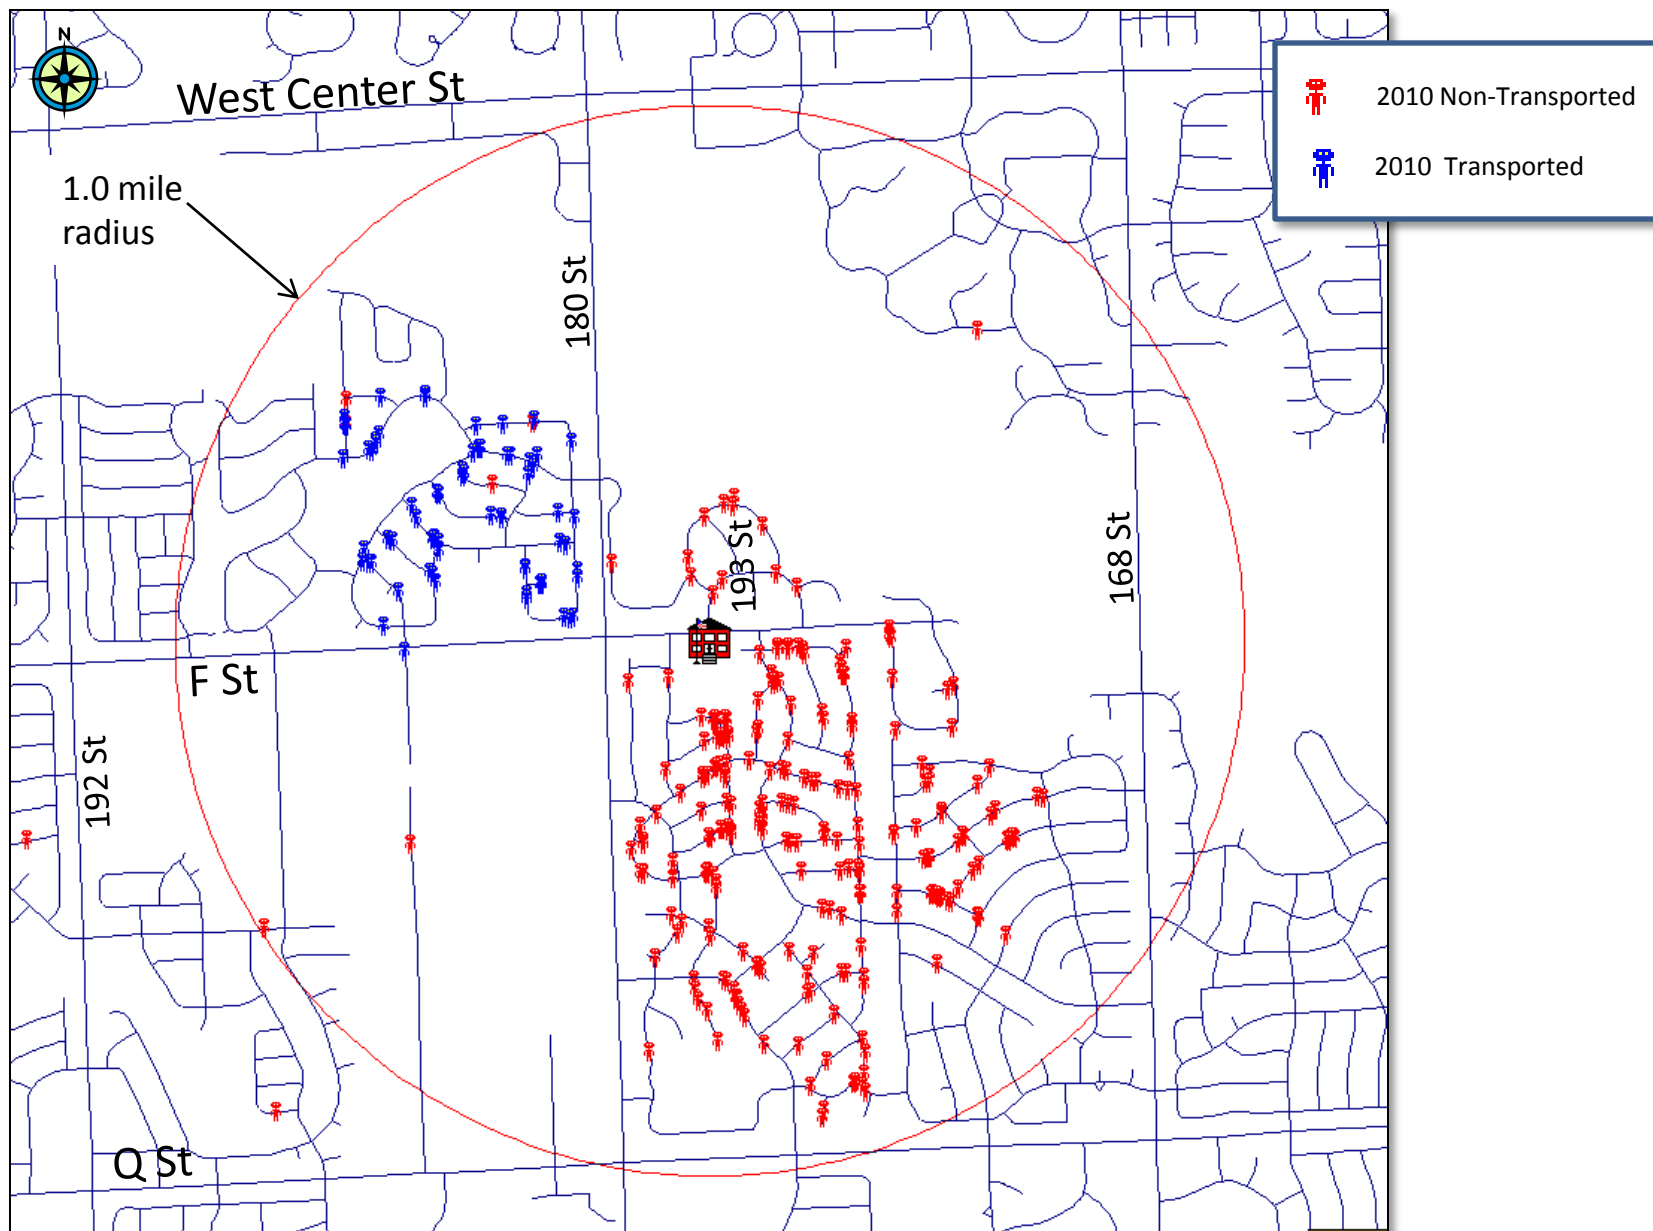 N
West Center St
2010 Non-Transported
2010 Transported
1.0 mile
radius
180 St
193 St
168 St
F St
192 St
Q St